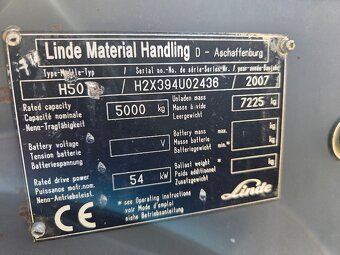 Linde Material Handling D - Aschaffenburg
Type-Modele-Typ / Serial no.-No. de série-Serien-Nr. / year-année-Baujahr
H50 / H2X394U02436 / 2007
Rated capacity
Capacité nominale
Nenn-Tragfähigkeit
5000 kg
Unladen mass
Masse à vide
Leergewicht
7225 kg
Battery voltage
Tension batterie
Batteriespannung
V
Battery mass
Masse batterie
Batteriegewicht
max. kg
min. kg
Rated drive power
Puissance motr.nom.
Nenn-Antriebsleist.
54 kW
Ballast weight
Poids additionnel
Zusatzgewicht
* kg
CE
* see Operating instructions
voir Mode d'emploi
siehe Betriebsanleitung
Linde